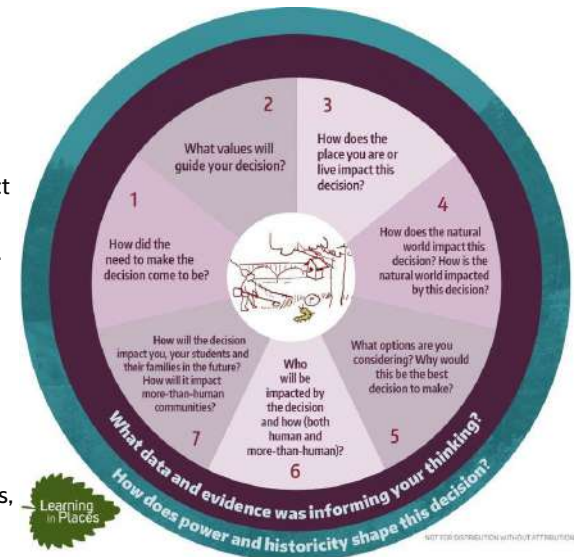 ct
s,
1
How did the
need to make the
decision come to be?
2
What values will
guide your decision?
3
How does the
place you are or
live impact this
decision?
4
How does the natural
world impact this
decision? How is the
natural world impacted
by this decision?
What options are you
considering? Why would
this be the best
decision to make?
5
Who
will be
impacted by
the decision
and how (both
human and
more-than-human)?
6
How will the decision
impact you, your students and
their families in the future?
How will it impact
more-than-human
communities?
7
What data and evidence was informing your thinking?
How does power and historicity shape this decision?
Learning
in Places
NOT FOR DISTRIBUTION WITHOUT ATTRIBUTION